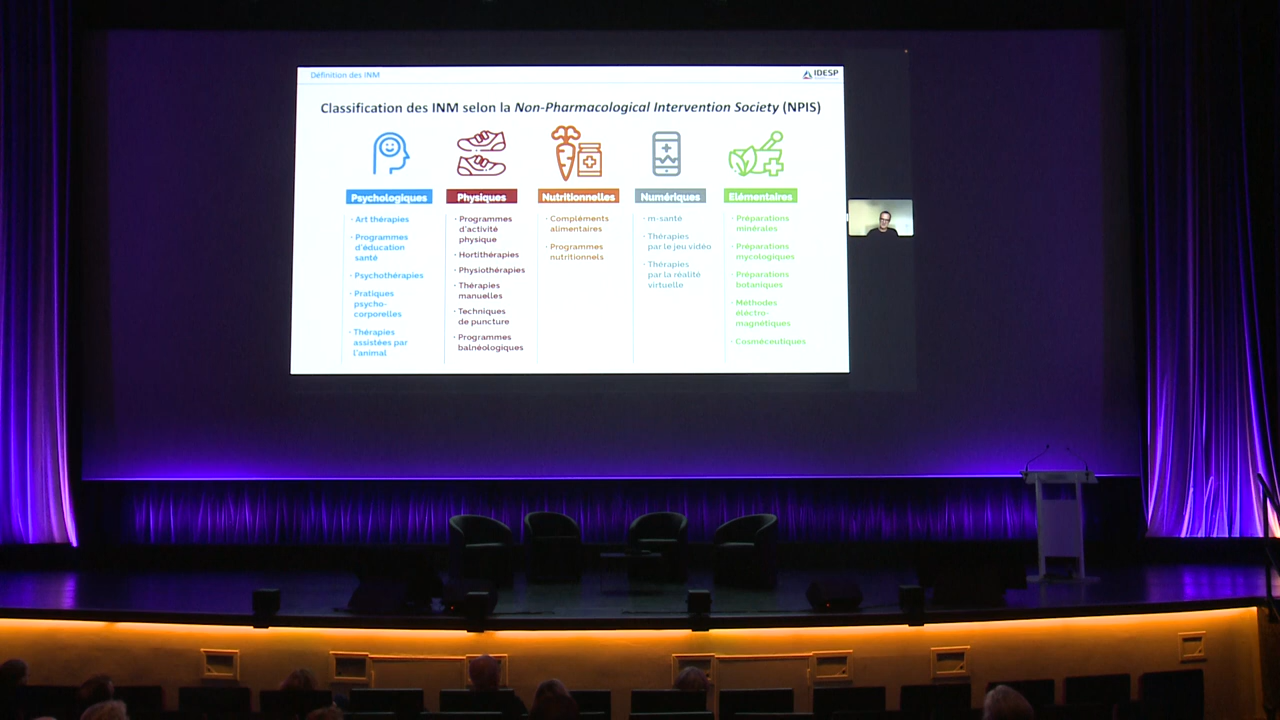 Définition des INM
IDESP
Classification des INM selon la Non-Pharmacological Intervention Society (NPIS)
Psychologiques
· Art thérapies
· Programmes
d'éducation
santé
· Psychothérapies
· Pratiques
psycho-
corporelles
· Thérapies
assistées par
l'animal
Physiques
· Programmes
d'activité
physique
· Hortithérapies
· Physiothérapies
· Thérapies
manuelles
· Techniques
de puncture
· Programmes
balnéologiques
Nutritionnelles
· Compléments
alimentaires
· Programmes
nutritionnels
Numériques
· m-santé
· Thérapies
par le jeu vidéo
· Thérapies
par la réalité
virtuelle
Elémentaires
· Préparations
minérales
· Préparations
mycologiques
· Préparations
botaniques
· Méthodes
éléctro-
magnétiques
· Cosméceutiques